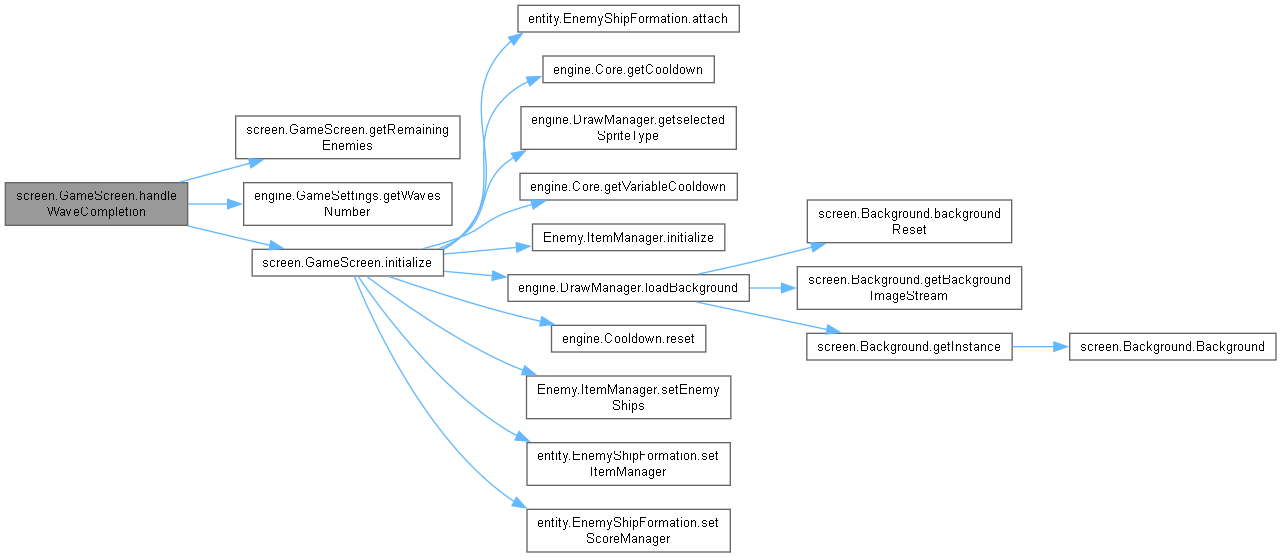 screen.GameScreen.handle
WaveCompletion
screen.GameScreen.getRemaining
Enemies
engine.GameSettings.getWaves
Number
screen.GameScreen.initialize
entity.EnemyShipFormation.attach
engine.Core.getCooldown
engine.DrawManager.getselected
SpriteType
engine.Core.getVariableCooldown
Enemy.ItemManager.initialize
engine.DrawManager.loadBackground
engine.Cooldown.reset
Enemy.ItemManager.setEnemy
Ships
entity.EnemyShipFormation.set
ItemManager
entity.EnemyShipFormation.set
ScoreManager
screen.Background.background
Reset
screen.Background.getBackground
ImageStream
screen.Background.getInstance
screen.Background.Background